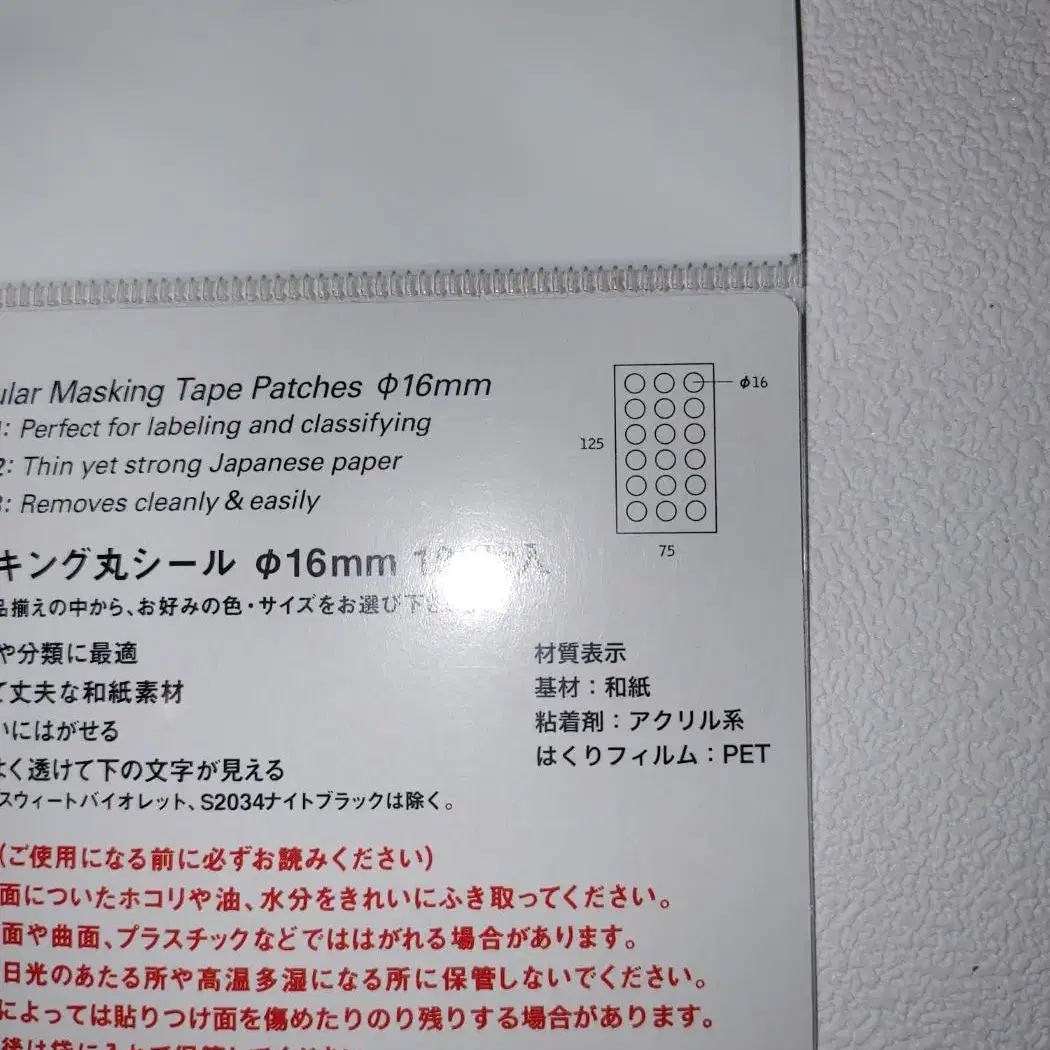 ular Masking Tape Patches Φ16mm
1: Perfect for labeling and classifying
2: Thin yet strong Japanese paper
3: Removes cleanly & easily
φ16
125
75
キング丸シール φ16mm
品揃えの中から、お好みの色・サイズをお選び下
や分類に最適
て丈夫な和紙素材
いにはがせる
よく透けて下の文字が見える
スウィートバイオレット、S2034ナイトブラックは除く。
材質表示
基材：和紙
粘着剤：アクリル系
はくりフィルム：PET
(ご使用になる前に必ずお読みください)
面についたホコリや油、水分をきれいにふき取ってください。
面や曲面、プラスチックなどでははがれる場合があります。
日光のあたる所や高温多湿になる所に保管しないでください。
によっては貼りつけ面を傷めたりのり残りする場合があります。